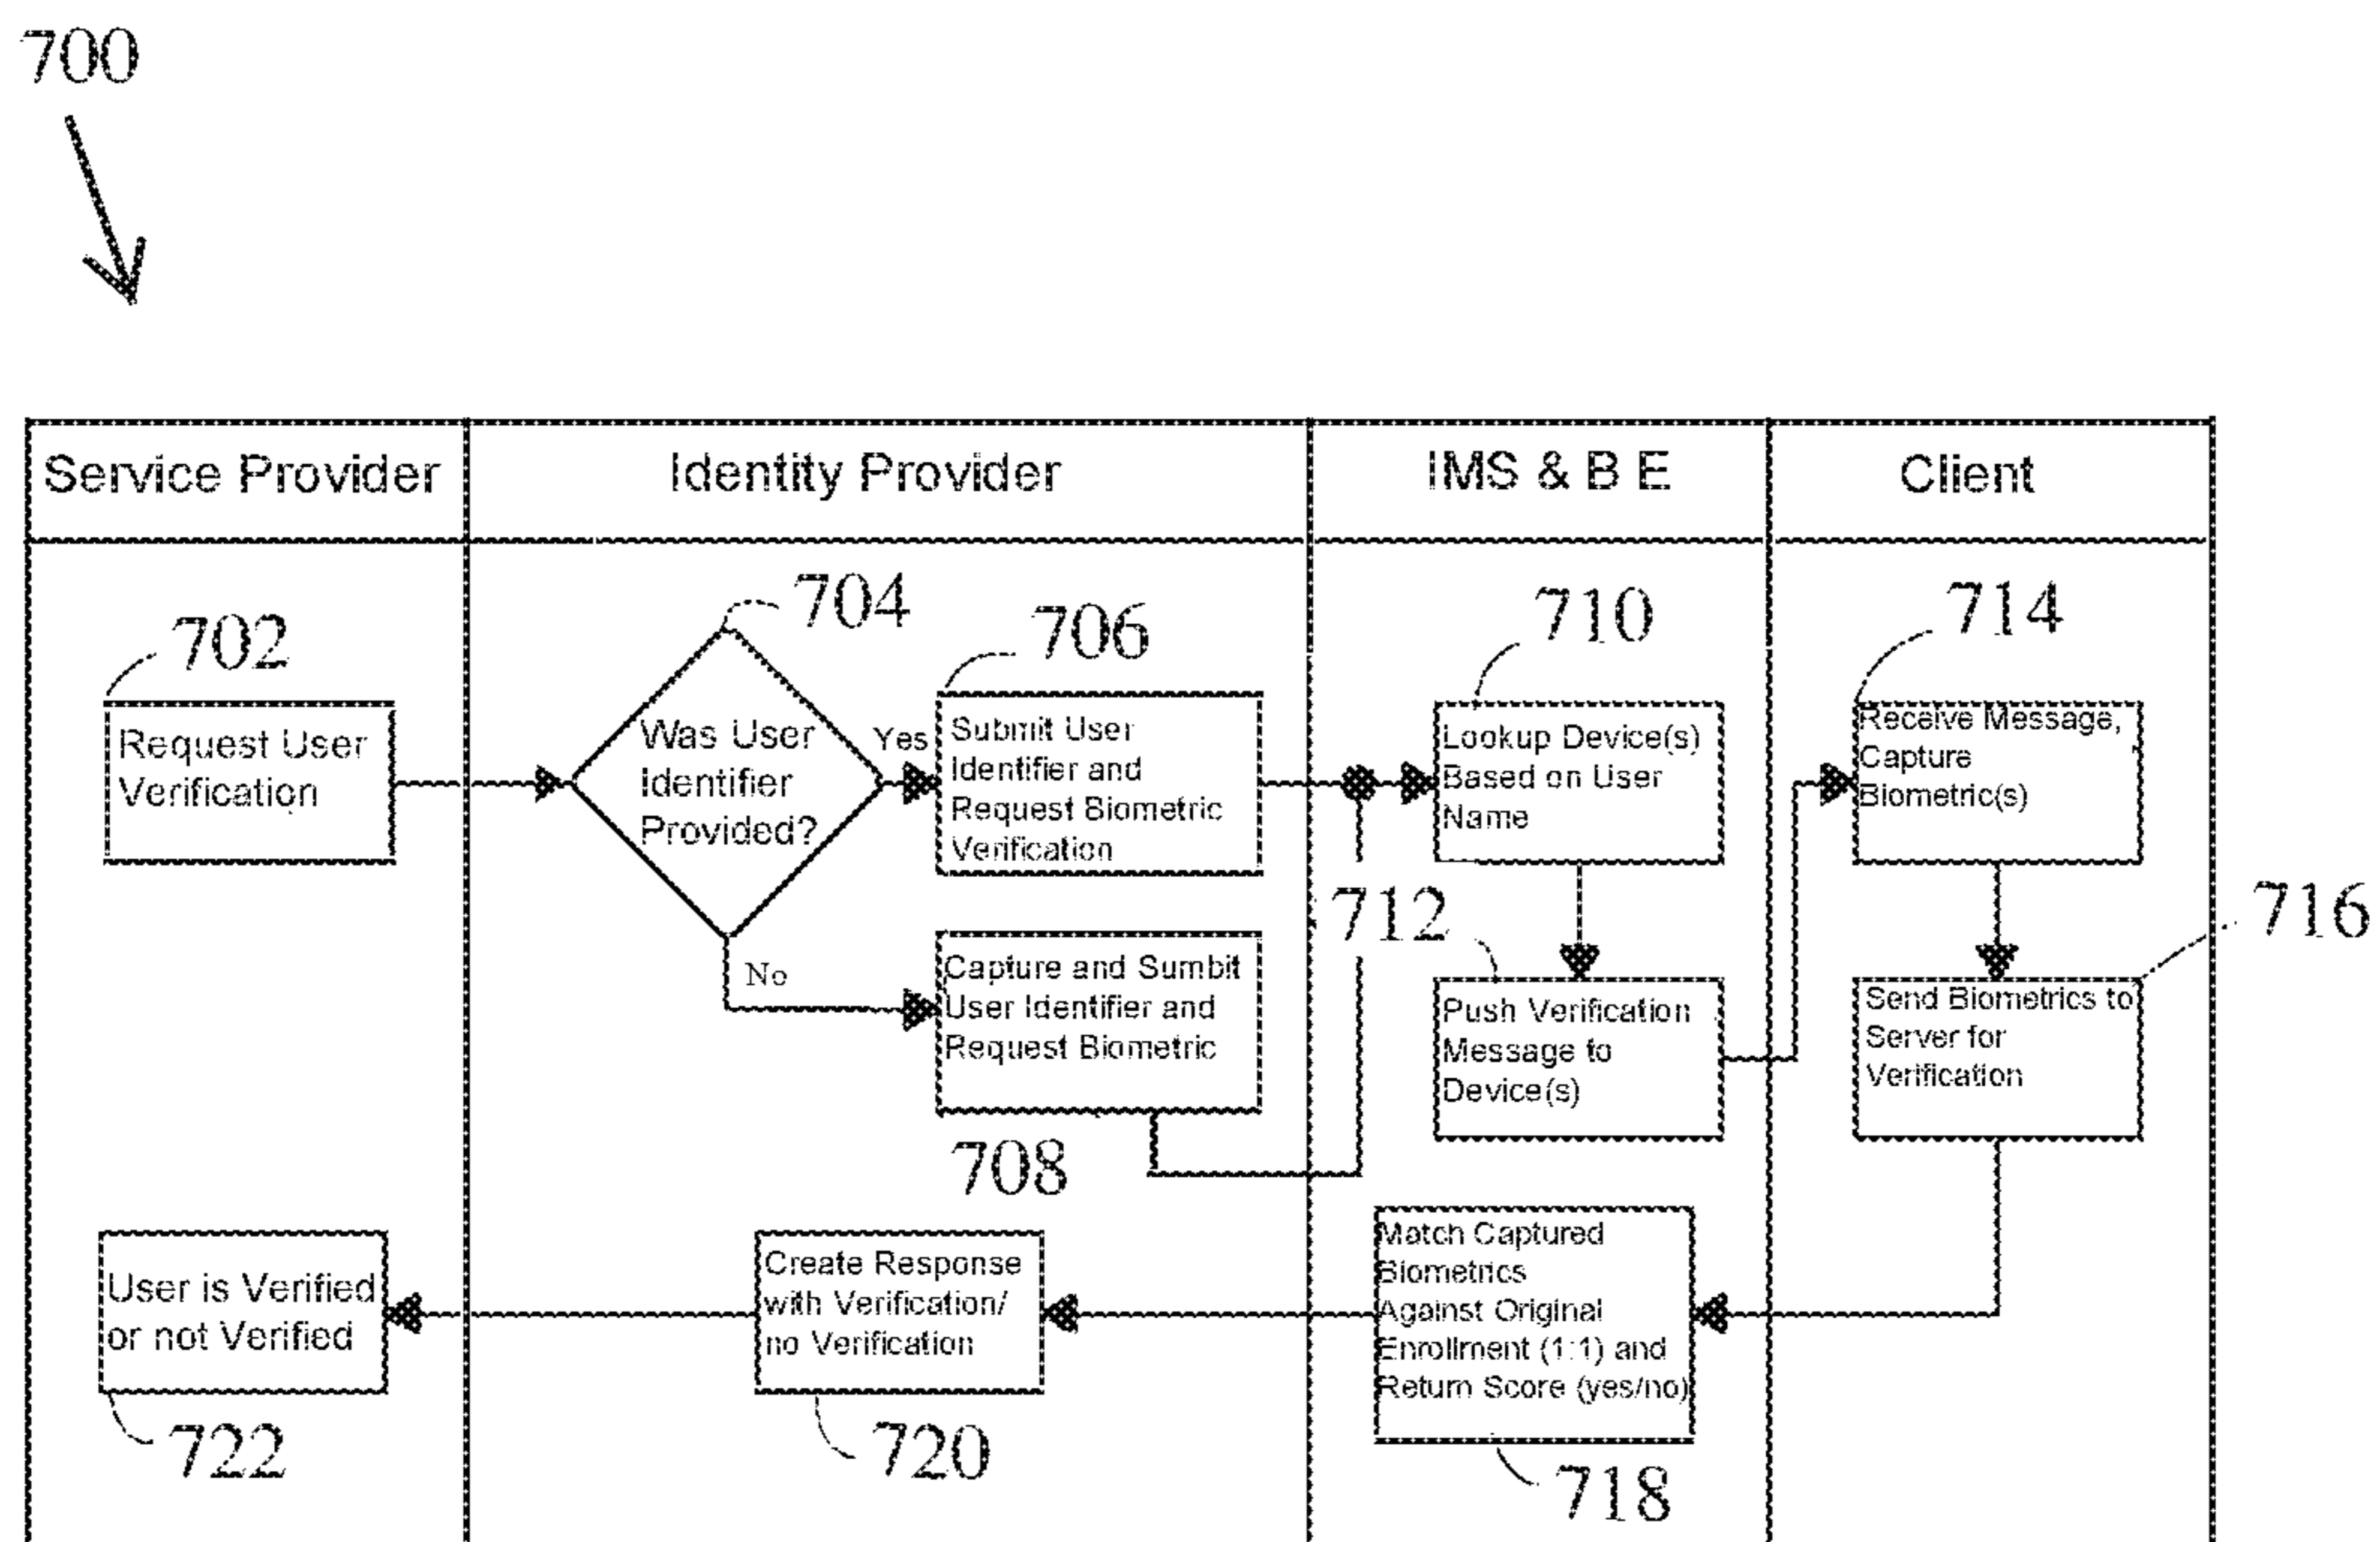 700
Service Provider
Identity Provider
IMS & B E
Client
702
Request User
Verification
704
Was User
Identifier
Provided?
Yes
No
706
Submit User
Identifier and
Request Biometric
Verification
Capture and Sumbit
User Identifier and
Request Biometric
708
710
Lookup Device(s)
Based on User
Name
712
Push Verification
Message to
Device(s)
714
Receive Message,
Capture
Biometric(s)
716
Send Biometrics to
Server for
Verification
Match Captured
Biometrics
Against Original
Enrollment (1:1) and
Return Score (yes/no)
718
Create Response
with Verification/
no Verification
720
User is Verified
or not Verified
722